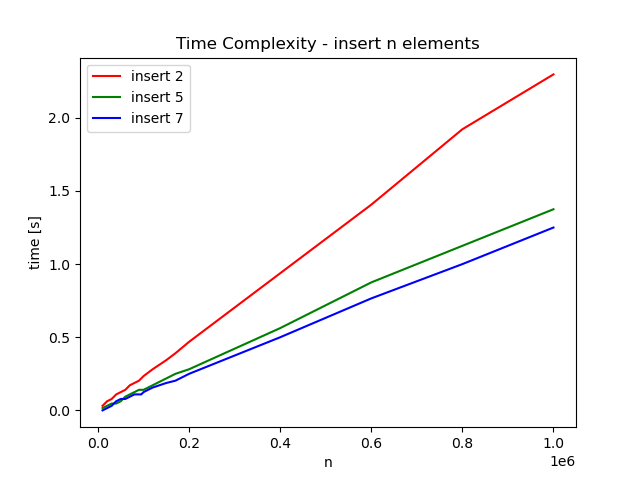 Time Complexity - insert n elements
insert 2
insert 5
insert 7
2.0
1.5
1.0
0.5
0.0
time [s]
0.0 0.2 0.4 0.6 0.8 1.0
1e6
n